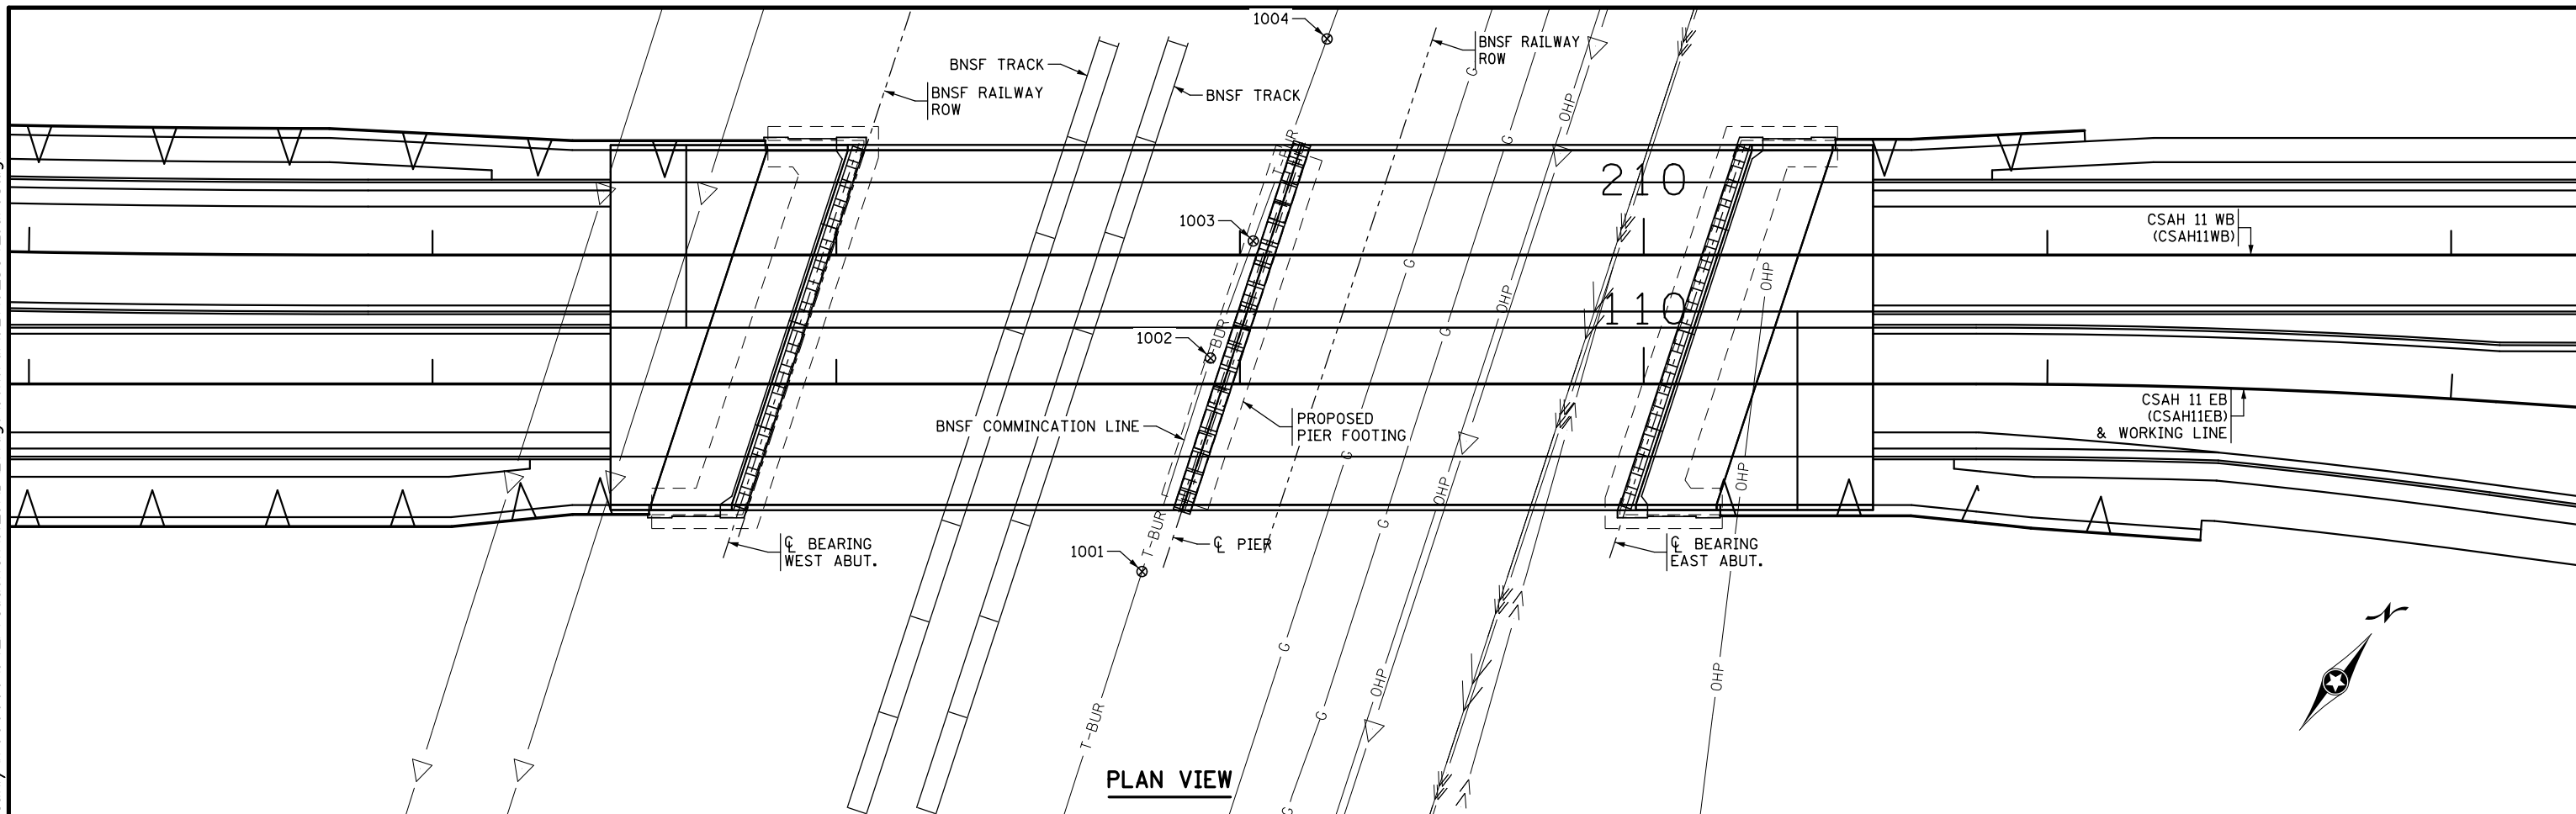 1004
BNSF RAILWAY
ROW
BNSF TRACK
BNSF RAILWAY
ROW
BNSF TRACK
G
OHP
G
210
1003
CSAH 11 WB
(CSAH11WB)
G
OHP
OHP
110
G
1002
T-BUR
CSAH 11 EB
(CSAH11EB)
& WORKING LINE
BNSF COMMINCATION LINE
PROPOSED
PIER FOOTING
G
OHP
OHP
G
T-BUR
℄ BEARING
WEST ABUT.
1001
℄ PIER
℄ BEARING
EAST ABUT.
N
G
OHP
OHP
G
T-BUR
PLAN VIEW
G